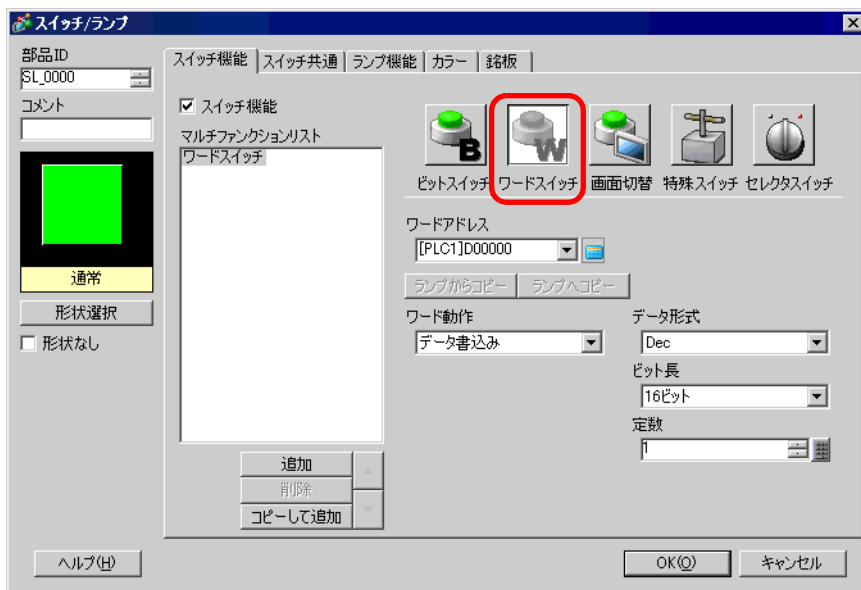 スイッチ/ランプ
部品ID
SL_0000
コメント
通常
形状選択
形状なし
スイッチ機能 スイッチ共通 ランプ機能 カラー 銘板
スイッチ機能
マルチファンクションリスト
ワードスイッチ
追加
削除
コピーして追加
B W
ビットスイッチ ワードスイッチ 画面切替 特殊スイッチ セレクタスイッチ
ワードアドレス
[PLC1]D00000
ランプからコピー ランプへコピー
ワード動作
データ書込み
データ形式
Dec
ビット長
16ビット
定数
1
ヘルプ(H) OK(O) キャンセル